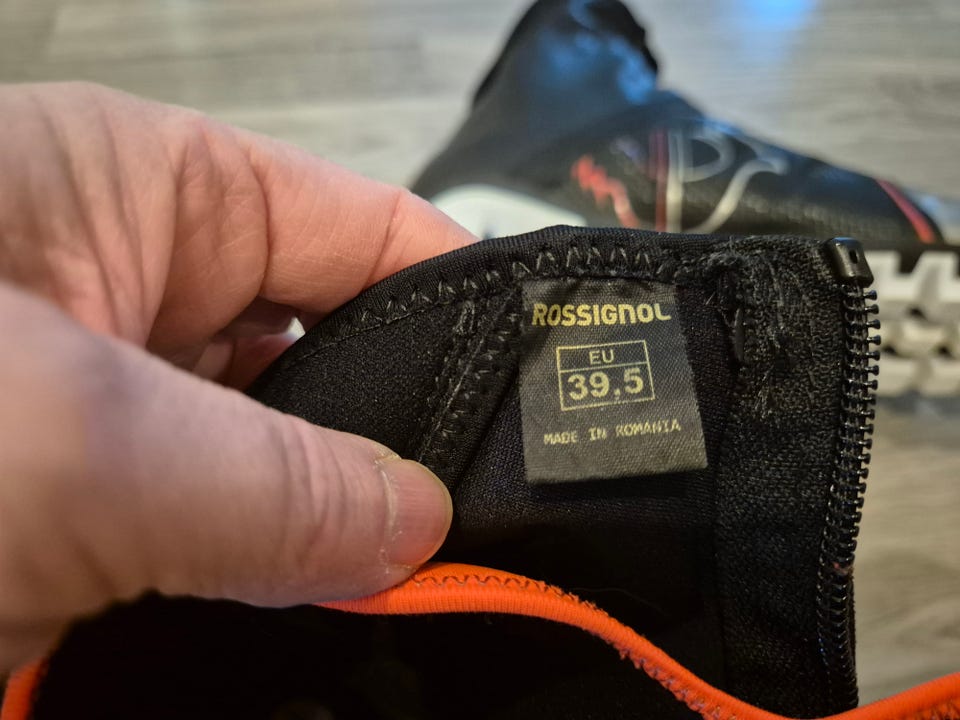 ROSSIGNOL
EU
39.5
MADE IN ROMANIA